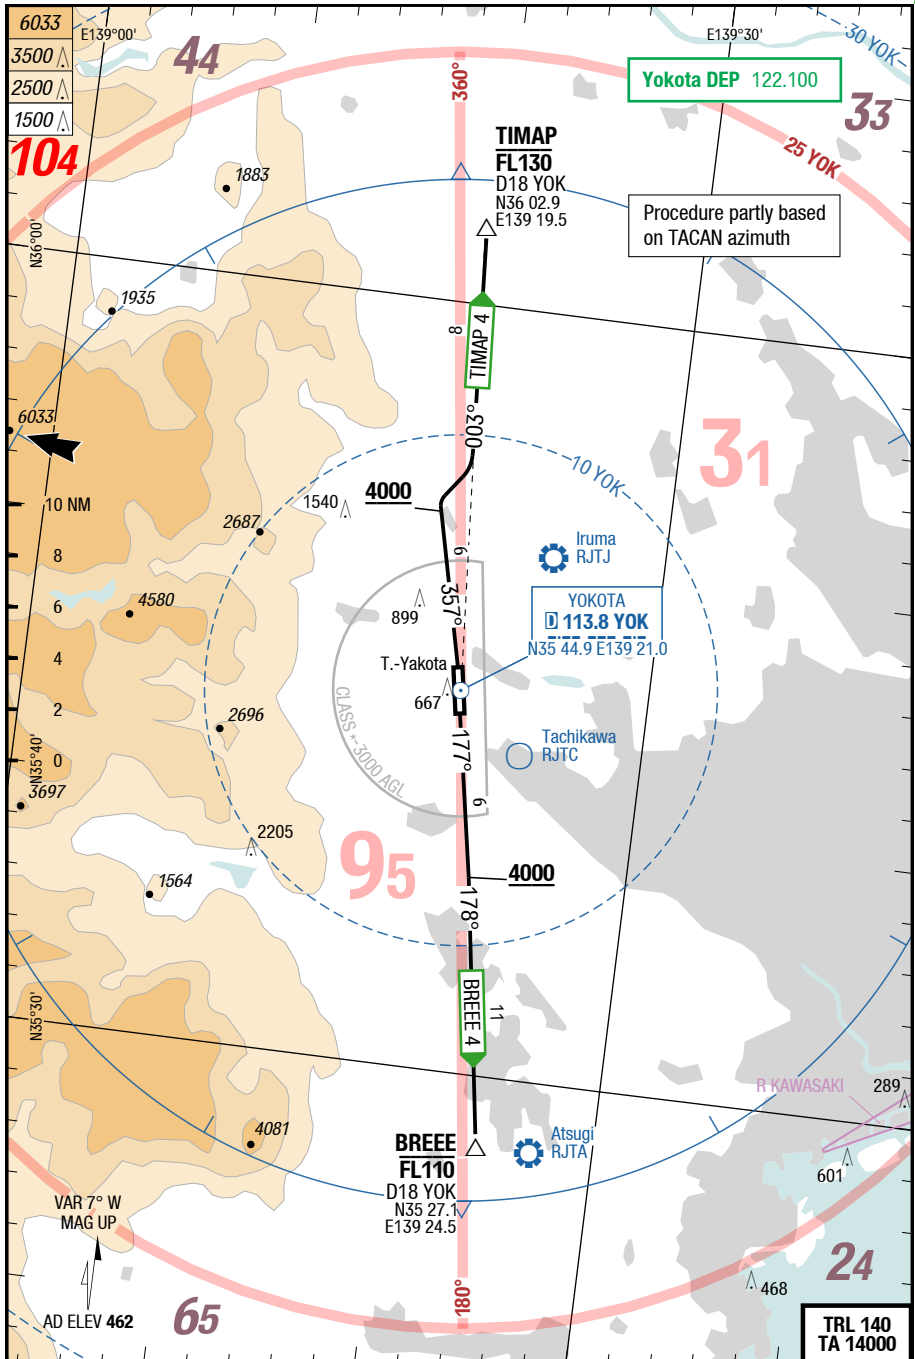 6033
3500
2500
1500
104
E139°00'
44
360°
E139°30'
30 YOK
Yokota DEP 122.100
33
25 YOK
TIMAP
FL130
D18 YOK
N36 02.9
E139 19.5
Procedure partly based
on TACAN azimuth
1883
N36°00'
1935
8
TIMAP 4
003°
6033
31
10 YOK
4000
10 NM
1540
2687
8
6
4
2
0
Iruma
RJTJ
6
357°
4580
899
YOKOTA
D 113.8 YOK
N35 44.9 E139 21.0
T.-Yakota
667
CLASS *-3000 AGL
2696
177°
Tachikawa
RJTC
N35°40'
3697
6
2205
95
4000
1564
178°
BREEE 4
11
N35°30'
R KAWASAKI
289
4081
BREEE
FL110
D18 YOK
N35 27.1
E139 24.5
Atsugi
RJTA
601
VAR 7° W
MAG UP
AD ELEV 462
65
180°
468
24
TRL 140
TA 14000